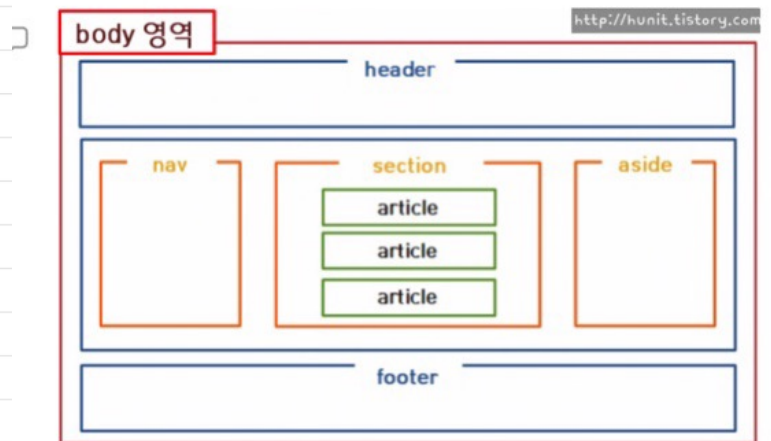 http://hunit.tistory.com
body 영역
header
nav
section
aside
article
article
article
footer